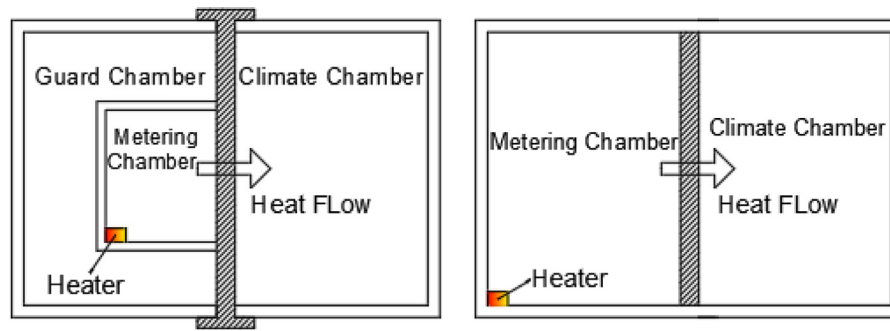 Guard Chamber
Climate Chamber
Metering
Chamber
Heat FLow
Heater
Metering Chamber
Climate Chamber
Heat FLow
Heater